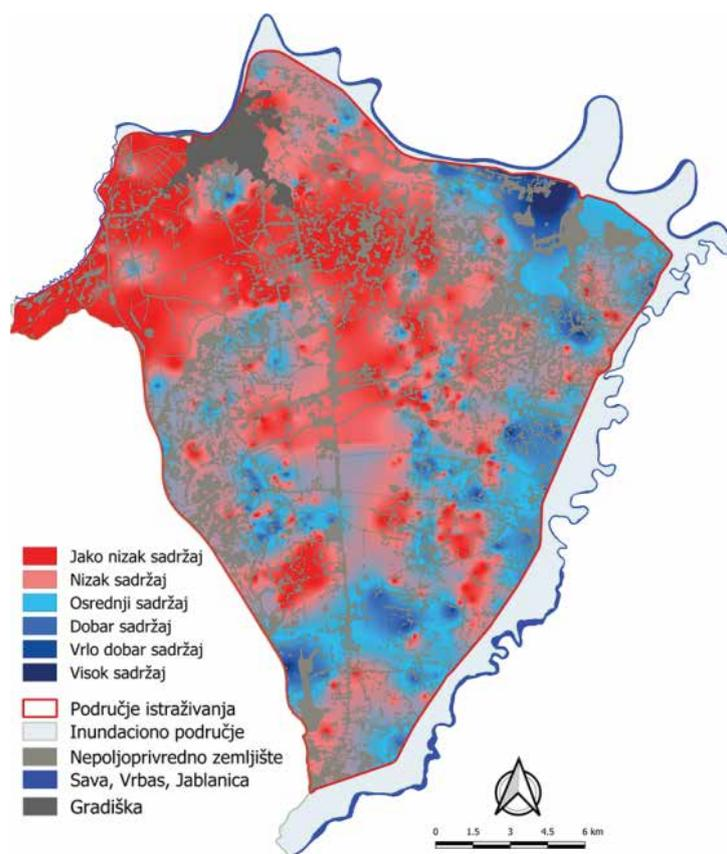 Jako nizak sadržaj
Nizak sadržaj
Osrednji sadržaj
Dobar sadržaj
Vrlo dobar sadržaj
Visok sadržaj
Područje istraživanja
Inundaciono područje
Nepoljoprivredno zemljište
Sava, Vrbas, Jablanica
Gradiška
0 1.5 3 4.5 6 km